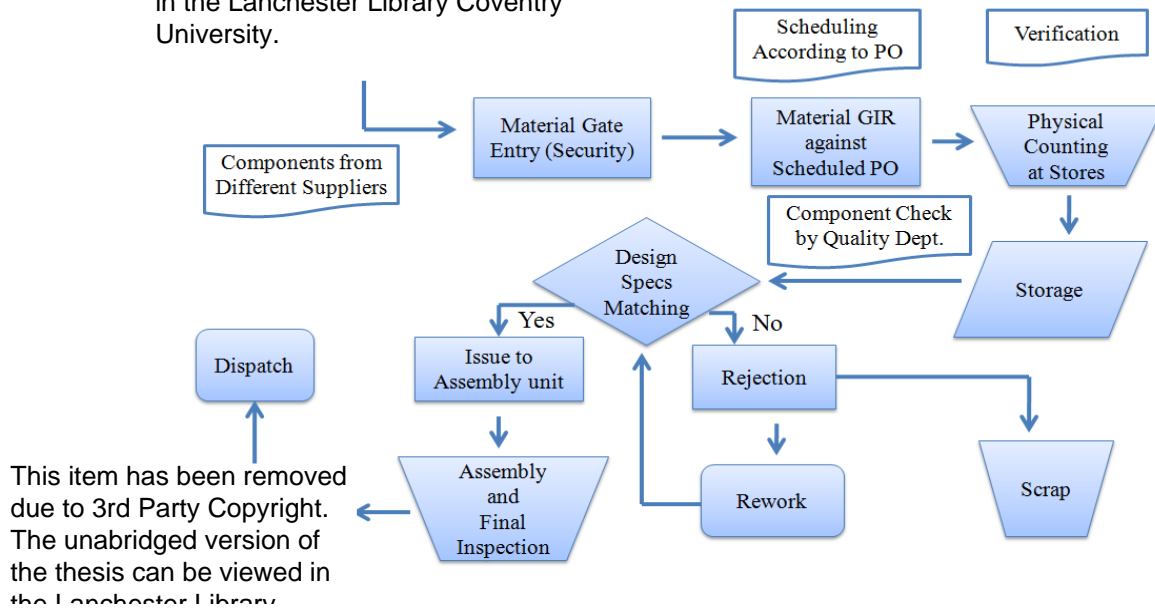 in the Lanchester Library Coventry
University.
Scheduling
According to PO
Verification
Components from
Different Suppliers
Material Gate
Entry (Security)
Material GIR
against
Scheduled PO
Physical
Counting
at Stores
Component Check
by Quality Dept.
Design
Specs
Matching
Storage
Yes
No
Dispatch
Issue to
Assembly unit
Rejection
Assembly
and
Final
Inspection
Rework
Scrap
This item has been removed
due to 3rd Party Copyright.
The unabridged version of
the thesis can be viewed in
the Lanchester Library